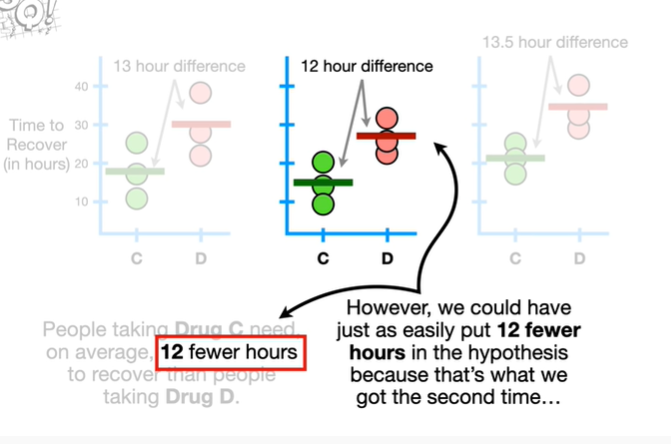 Q!
13 hour difference
12 hour difference
13.5 hour difference
40
30
20
10
Time to
Recover
(in hours)
C
D
C
D
C
D
People taking Drug C need,
on average, 12 fewer hours
to recover than people
taking Drug D.
However, we could have
just as easily put 12 fewer
hours in the hypothesis
because that's what we
got the second time…